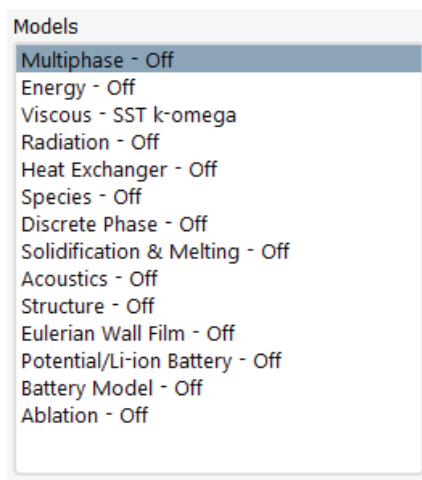 Models
Multiphase - Off
Energy - Off
Viscous - SST k-omega
Radiation - Off
Heat Exchanger - Off
Species - Off
Discrete Phase - Off
Solidification & Melting - Off
Acoustics - Off
Structure - Off
Eulerian Wall Film - Off
Potential/Li-ion Battery - Off
Battery Model - Off
Ablation - Off